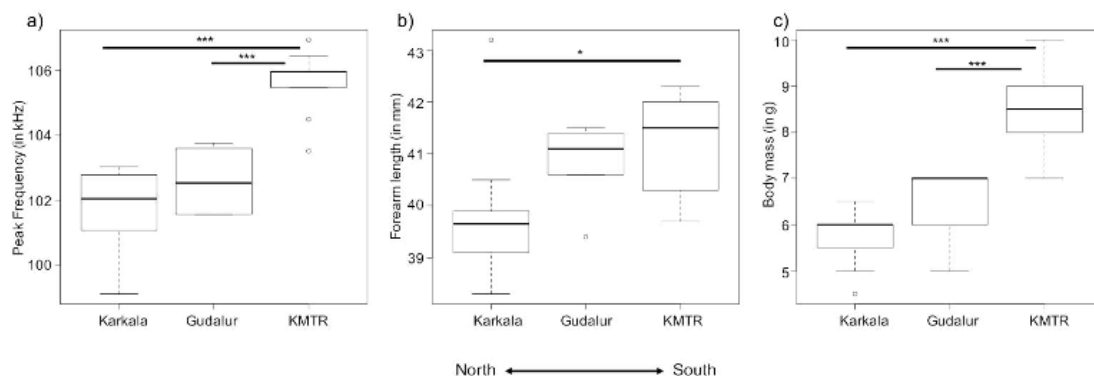 a)
***
***
Peak Frequency (in kHz)
106
104
102
100
Karkala
Gudalur
KMTR
b)
*
Forearm length (in mm)
43
42
41
40
39
Karkala
Gudalur
KMTR
c)
***
***
Body mass (in g)
10
9
8
7
6
5
Karkala
Gudalur
KMTR
North
South